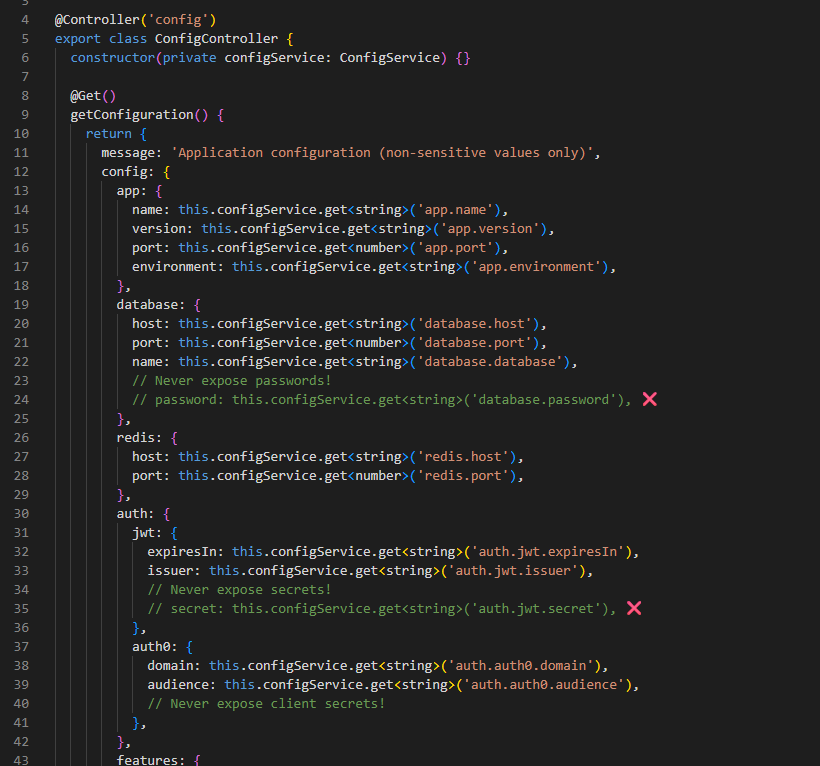 3
4 @Controller('config')
5 export class ConfigController {
6 constructor(private configService: ConfigService) {}
7
8 @Get()
9 getConfiguration() {
10 return {
11 message: 'Application configuration (non-sensitive values only)',
12 config: {
13 app: {
14 name: this.configService.get<string>('app.name'),
15 version: this.configService.get<string>('app.version'),
16 port: this.configService.get<number>('app.port'),
17 environment: this.configService.get<string>('app.environment'),
18 },
19 database: {
20 host: this.configService.get<string>('database.host'),
21 port: this.configService.get<number>('database.port'),
22 name: this.configService.get<string>('database.database'),
23 // Never expose passwords!
24 // password: this.configService.get<string>('database.password'), ❌
25 },
26 redis: {
27 host: this.configService.get<string>('redis.host'),
28 port: this.configService.get<number>('redis.port'),
29 },
30 auth: {
31 jwt: {
32 expiresIn: this.configService.get<string>('auth.jwt.expiresIn'),
33 issuer: this.configService.get<string>('auth.jwt.issuer'),
34 // Never expose secrets!
35 // secret: this.configService.get<string>('auth.jwt.secret'), ❌
36 },
37 auth0: {
38 domain: this.configService.get<string>('auth.auth0.domain'),
39 audience: this.configService.get<string>('auth.auth0.audience'),
40 // Never expose client secrets!
41 },
42 },
43 features: {